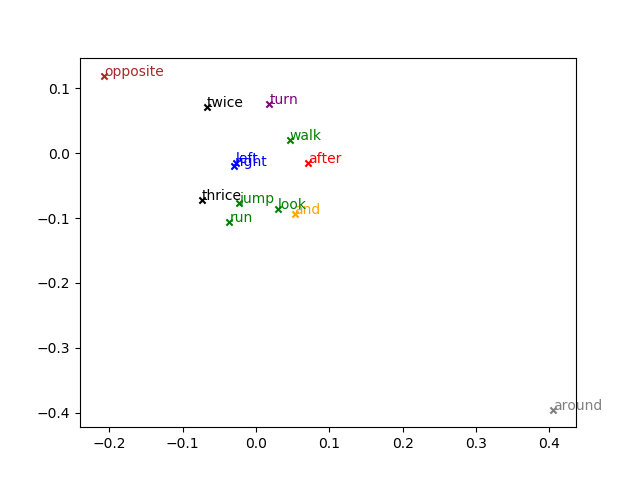 opposite
0.1
twice
turn
walk
0.0
left
right
after
thrice
jump
look
−0.1
run
and
−0.2
−0.3
−0.4
around
−0.2
−0.1
0.0
0.1
0.2
0.3
0.4